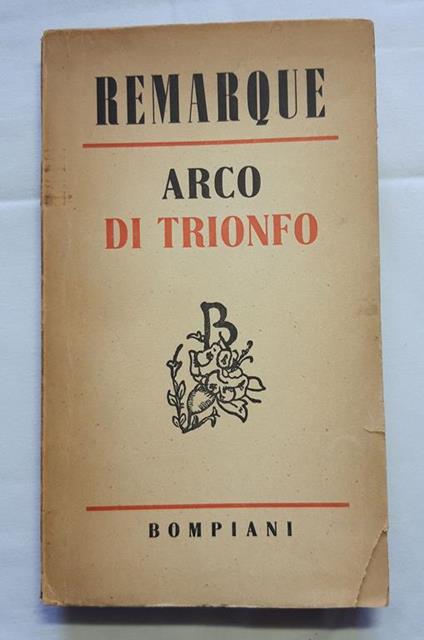 REMARQUE
ARCO
DI TRIONFO
B
BOMPIANI